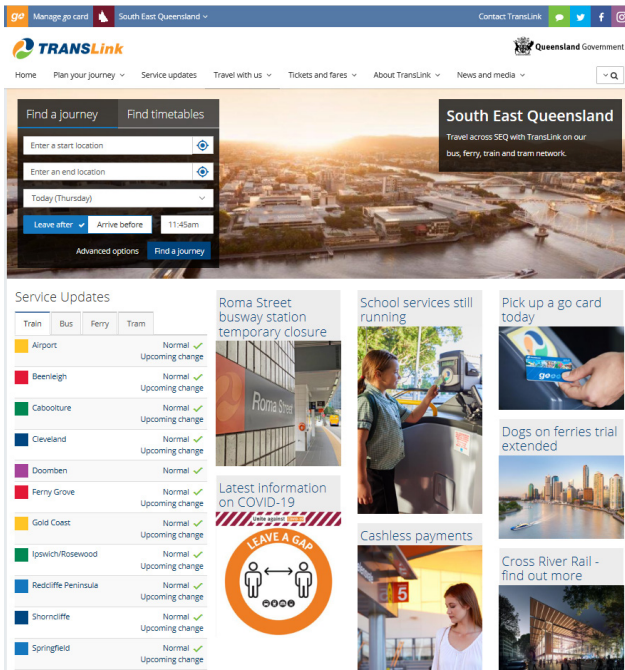 go Manage go card South East Queensland
Contact TransLink
TRANSLink
Queensland Government
Home Plan your journey Service updates Travel with us Tickets and fares About TransLink News and media
Find a journey Find timetables
Enter a start location
Enter an end location
Today (Thursday)
Leave after Arrive before 11:45am
Advanced options Find a journey
South East Queensland
Travel across SEQ with TransLink on our
bus, ferry, train and tram network.
Service Updates
Train Bus Ferry Tram
Airport Normal
Upcoming change
Beenleigh Normal
Upcoming change
Caboolture Normal
Upcoming change
Cleveland Normal
Upcoming change
Doomben Normal
Ferny Grove Normal
Upcoming change
Gold Coast Normal
Upcoming change
Ipswich/Rosewood Normal
Upcoming change
Redcliffe Peninsula Normal
Upcoming change
Shorncliffe Normal
Upcoming change
Springfield Normal
Upcoming change
Roma Street
busway station
temporary closure
Roma Street
Latest information
on COVID-19
Unite against
LEAVE A GAP
School services still
running
Cashless payments
5
Pick up a go card
today
go
Dogs on ferries trial
extended
Cross River Rail -
find out more